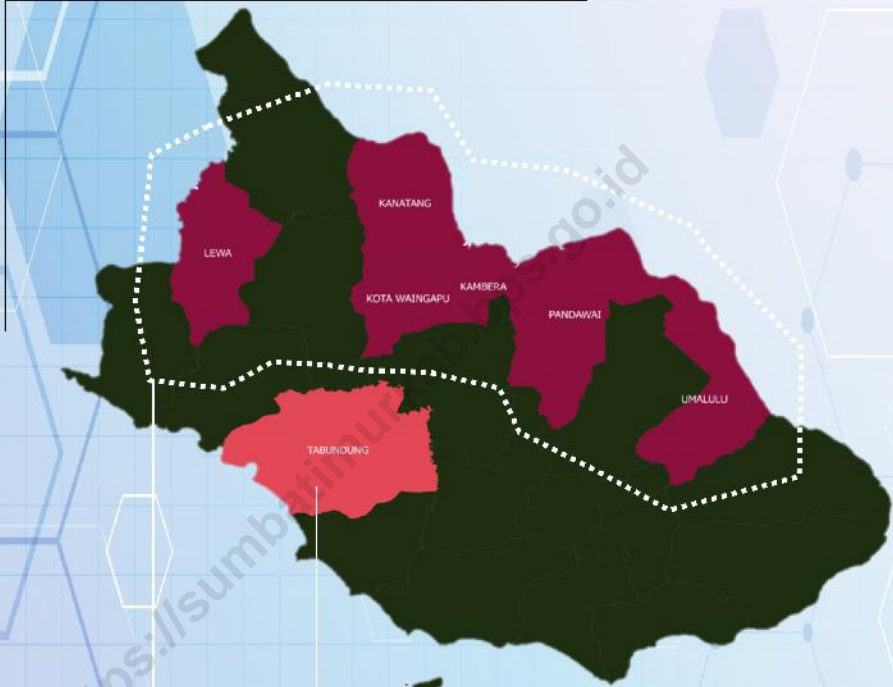 KANATANG
LEWA
KAMBERA
KOTA WAINGAPU
PANDAWAI
UMALULU
TABUNDUNG
https://sumbatimurkab.bps.go.id